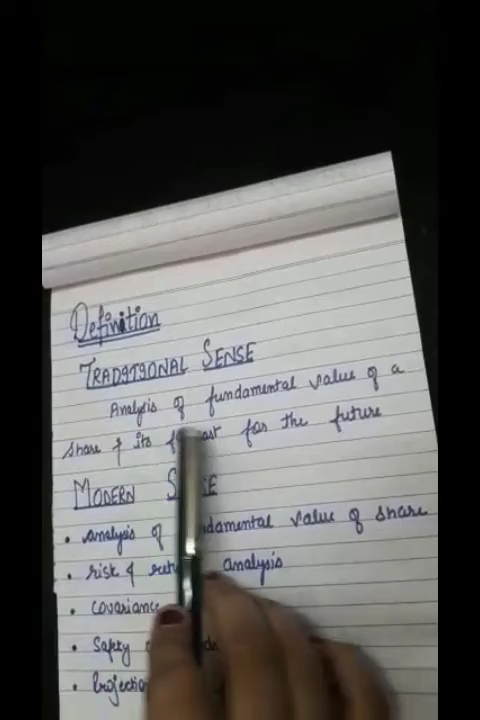 Definition
TRADITIONAL SENSE
Analysis of fundamental value of a
share & its for the future
MODERN
• analysis of value of share
• risk & analysis
• covariance
• Safety